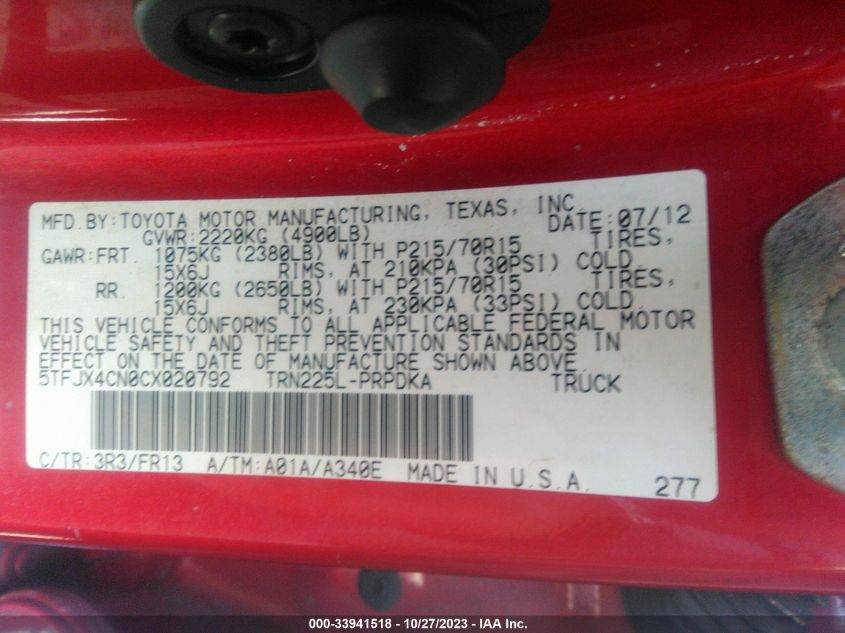 MFD.BY:TOYOTA MOTOR MANUFACTURING, TEXAS, INC. DATE:07/12
GVWR:2220KG (4900LB)
GAWR:FRT. 1075KG (2380LB) WITH P215/70R15 TIRES,
15X6J RIMS, AT 210KPA (30PSI) COLD.
RR. 1200KG (2650LB) WITH P215/70R15 TIRES,
15X6J RIMS, AT 230KPA (33PSI) COLD.
THIS VEHICLE CONFORMS TO ALL APPLICABLE FEDERAL MOTOR
VEHICLE SAFETY AND THEFT PREVENTION STANDARDS IN
EFFECT ON THE DATE OF MANUFACTURE SHOWN ABOVE.
5TFJX4CN0CX020792 TRN225L-PRPDKA TRUCK
C/TR:3R3/FR13 A/TM:A01A/A340E MADE IN U.S.A. 277
000-33941518 - 10/27/2023 - IAA Inc.